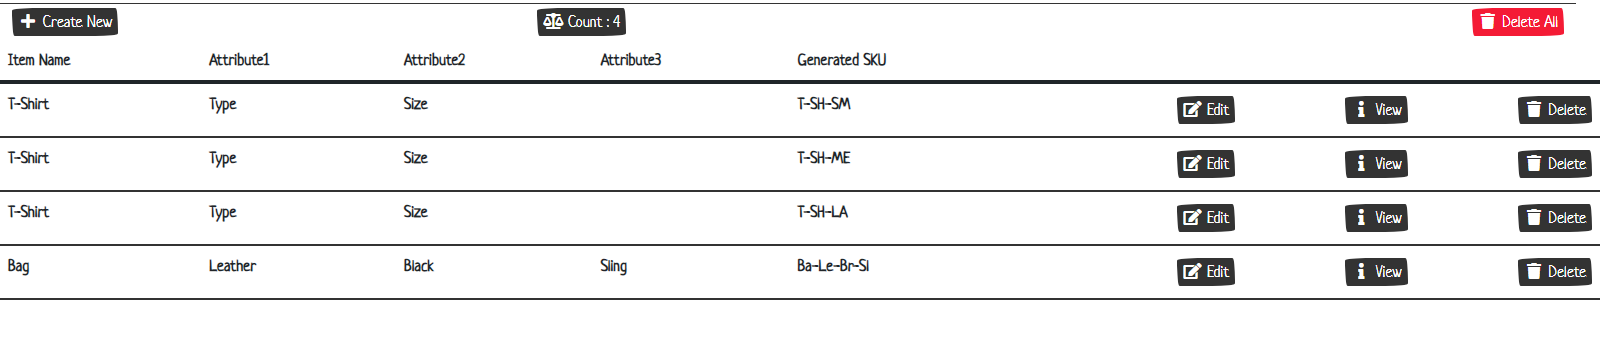 Create New Count : 4 Delete All
Item Name Attribute1 Attribute2 Attribute3 Generated SKU
T-Shirt Type Size T-SH-SM Edit View Delete
T-Shirt Type Size T-SH-ME Edit View Delete
T-Shirt Type Size T-SH-LA Edit View Delete
Bag Leather Black Sling Ba-Le-Br-Sl Edit View Delete